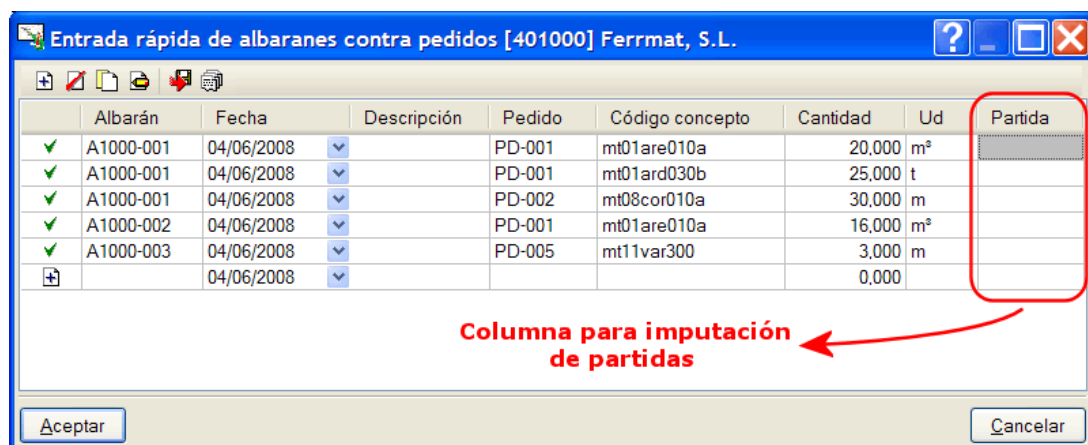 Entrada rápida de albaranes contra pedidos [401000] Ferrmat, S.L.
Albarán Fecha Descripción Pedido Código concepto Cantidad Ud Partida
A1000-001 04/06/2008 PD-001 mt01are010a 20,000 m³
A1000-001 04/06/2008 PD-001 mt01ard030b 25,000 t
A1000-001 04/06/2008 PD-002 mt08cor010a 30,000 m
A1000-002 04/06/2008 PD-001 mt01are010a 16,000 m³
A1000-003 04/06/2008 PD-005 mt11var300 3,000 m
04/06/2008 0,000
Columna para imputación
de partidas
Aceptar Cancelar